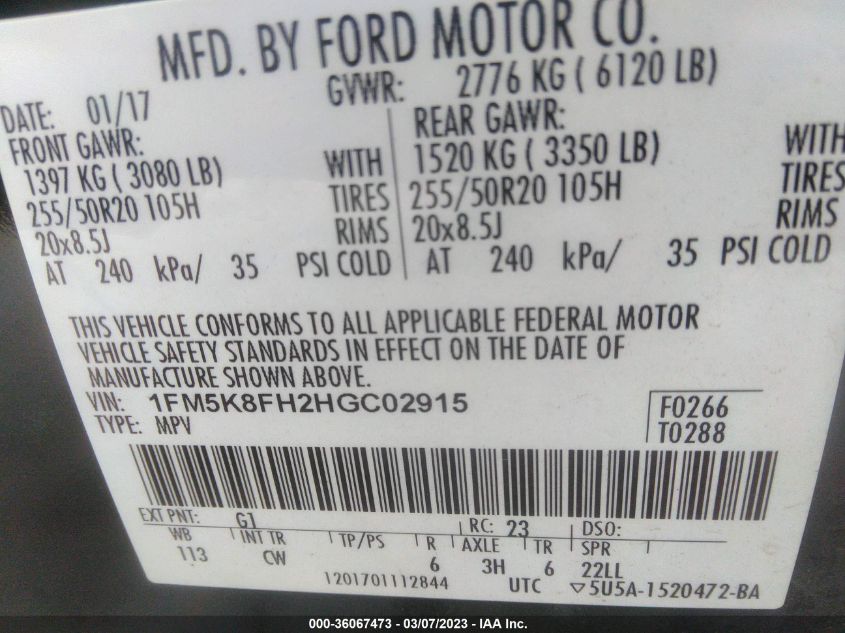 MFD. BY FORD MOTOR CO.
DATE: 01/17 GVWR: 2776 KG ( 6120 LB)
FRONT GAWR: REAR GAWR:
1397 KG ( 3080 LB) WITH 1520 KG ( 3350 LB) WITH
255/50R20 105H TIRES 255/50R20 105H TIRES
20x8.5J RIMS 20x8.5J RIMS
AT 240 kPa/ 35 PSI COLD AT 240 kPa/ 35 PSI COLD
THIS VEHICLE CONFORMS TO ALL APPLICABLE FEDERAL MOTOR
VEHICLE SAFETY STANDARDS IN EFFECT ON THE DATE OF
MANUFACTURE SHOWN ABOVE.
VIN: 1FM5K8FH2HGC02915 F0266
TYPE: MPV T0288
EXT PNT: G1 RC: 23 DSO:
WB INT TR TP/PS R AXLE TR SPR
113 CW 6 3H 6 22LL
1201701112844 UTC ▽5U5A-1520472-BA
000-36067473 - 03/07/2023 - IAA Inc.